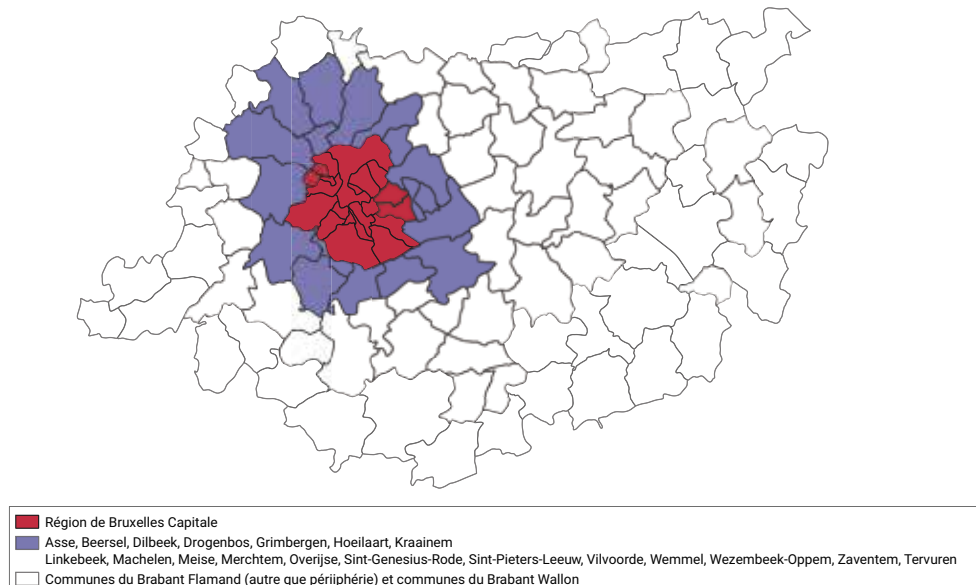 Région de Bruxelles Capitale
Asse, Beersel, Dilbeek, Drogenbos, Grimbergen, Hoeilaart, Kraainem
Linkebeek, Machelen, Meise, Merchtem, Overijse, Sint-Genesius-Rode, Sint-Pieters-Leeuw, Vilvoorde, Wemmel, Wezembeek-Oppem, Zaventem, Tervuren
Communes du Brabant Flamand (autre que périiphérie) et communes du Brabant Wallon